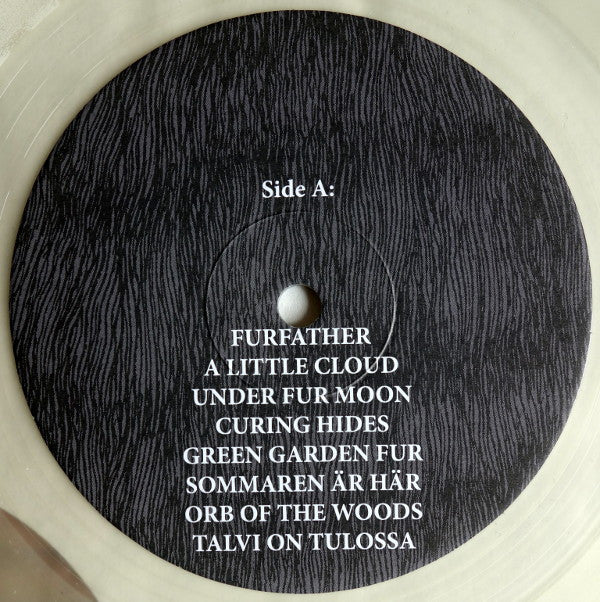 Side A:
FURFATHER
A LITTLE CLOUD
UNDER FUR MOON
CURING HIDES
GREEN GARDEN FUR
SOMMAREN ÄR HÄR
ORB OF THE WOODS
TALVI ON TULOSSA